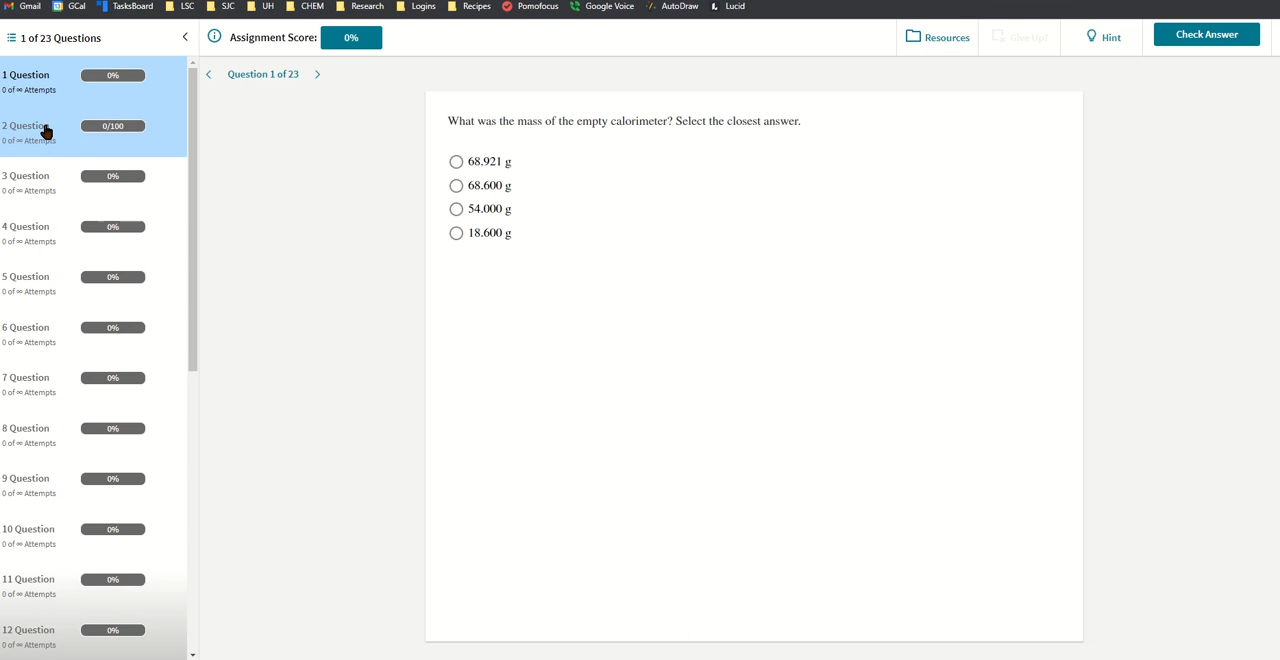 Gmail GCal TasksBoard LSC SJC UH CHEM Research Logins Recipes Pomofocus Google Voice AutoDraw Lucid
1 of 23 Questions
Assignment Score: 0% Resources Give Up? Hint Check Answer
Question 1 of 23
1 Question 0%
0 of ∞ Attempts
2 Question 0/100
0 of ∞ Attempts
3 Question 0%
0 of ∞ Attempts
4 Question 0%
0 of ∞ Attempts
5 Question 0%
0 of ∞ Attempts
6 Question 0%
0 of ∞ Attempts
7 Question 0%
0 of ∞ Attempts
8 Question 0%
0 of ∞ Attempts
9 Question 0%
0 of ∞ Attempts
10 Question 0%
0 of ∞ Attempts
11 Question 0%
0 of ∞ Attempts
12 Question 0%
0 of ∞ Attempts
What was the mass of the empty calorimeter? Select the closest answer.
68.921 g
68.600 g
54.000 g
18.600 g